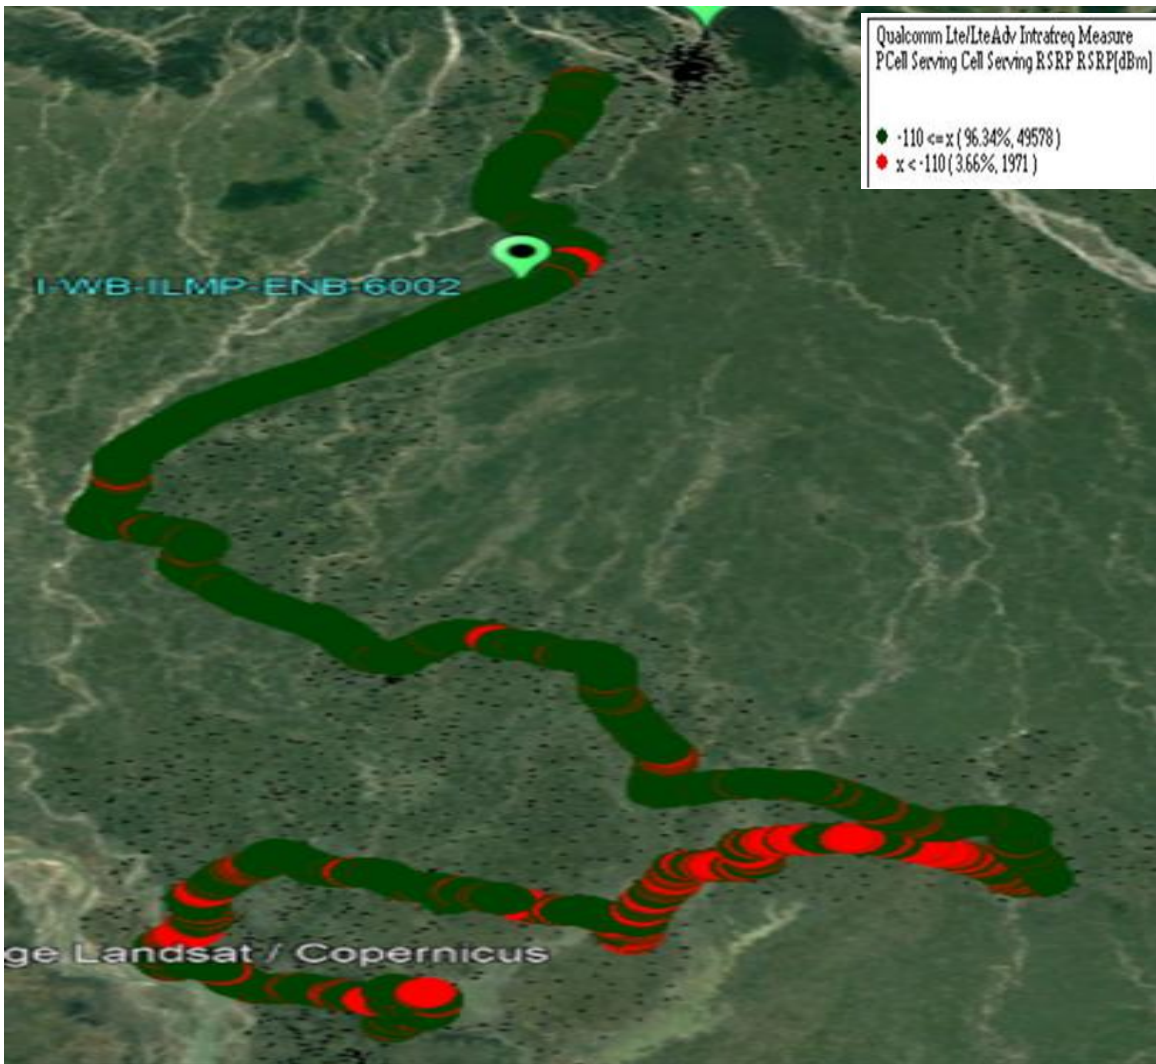 Qualcomm Lte/LteAdv Intrafreq Measure
PCell Serving Cell Serving RSRP RSRP[dBm]
-110 <= x ( 96.34%, 49578 )
x < -110 ( 3.66%, 1971 )
I-WB-ILMP-ENB-6002
ge Landsat / Copernicus